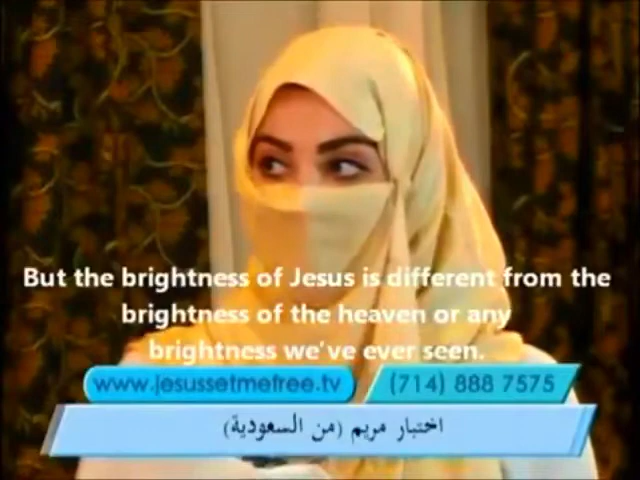 But the brightness of Jesus is different from the
brightness of the heaven or any
brightness we've ever seen.
www.jesussetmefree.tv (714) 888 7575
اختبار مريم (من السعودية)